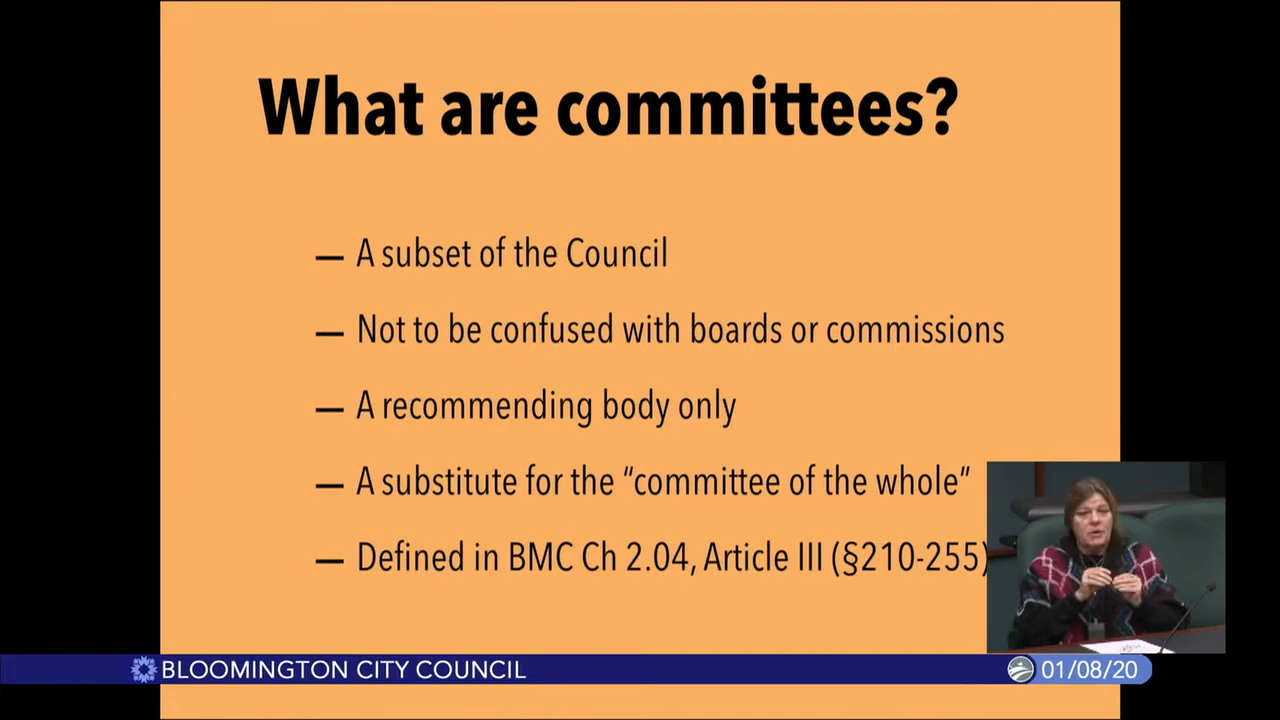 What are committees?
— A subset of the Council
— Not to be confused with boards or commissions
— A recommending body only
— A substitute for the “committee of the whole”
— Defined in BMC Ch 2.04, Article III (§210-255)
BLOOMINGTON CITY COUNCIL
01/08/20